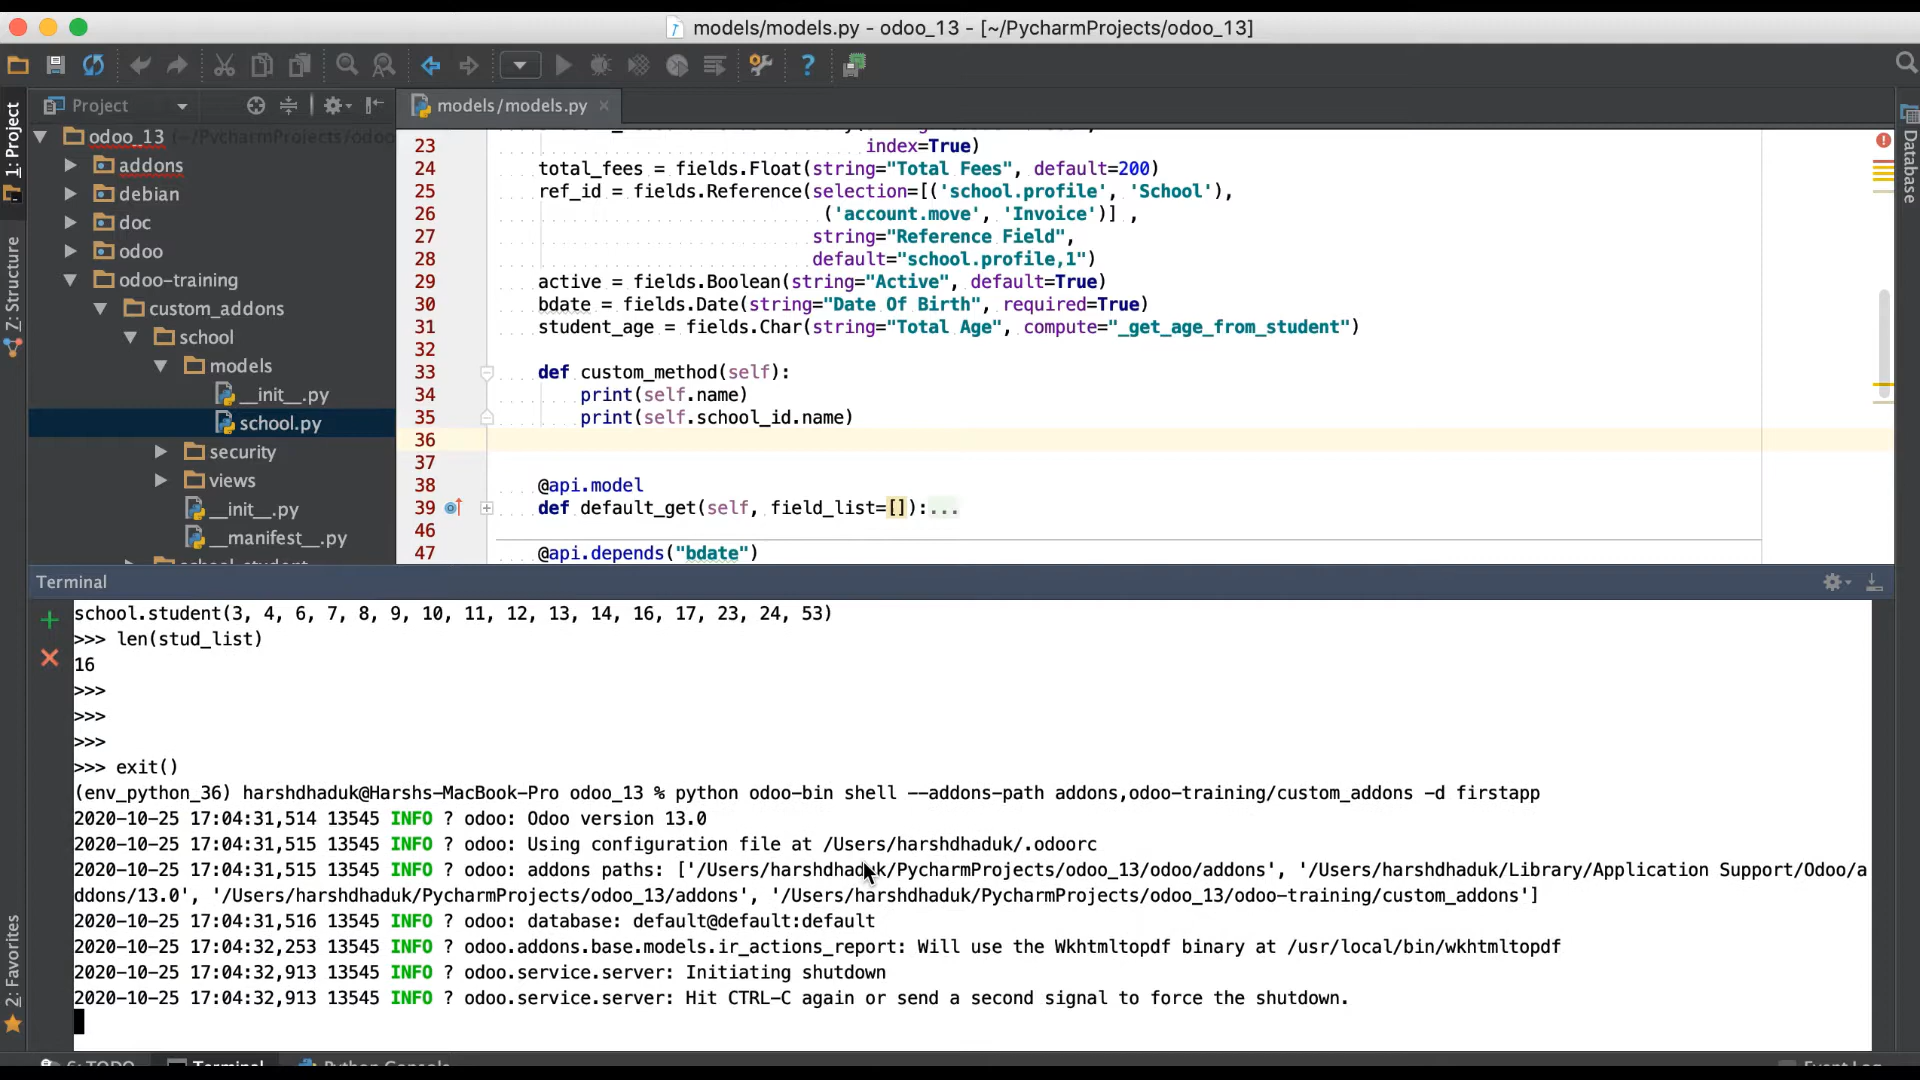 models/models.py - odoo_13 - [~/PycharmProjects/odoo_13]
Project
models/models.py
1: Project
7: Structure
2: Favorites
Database
odoo_13 (~/PycharmProjects/odoo
addons
debian
doc
odoo
odoo-training
custom_addons
school
models
__init__.py
school.py
security
views
__init__.py
__manifest__.py
23 index=True)
24 total_fees = fields.Float(string="Total Fees", default=200)
25 ref_id = fields.Reference(selection=[('school.profile', 'School'),
26 ('account.move', 'Invoice')] ,
27 string="Reference Field",
28 default="school.profile,1")
29 active = fields.Boolean(string="Active", default=True)
30 bdate = fields.Date(string="Date Of Birth", required=True)
31 student_age = fields.Char(string="Total Age", compute="_get_age_from_student")
32
33 def custom_method(self):
34 print(self.name)
35 print(self.school_id.name)
36
37
38 @api.model
39 def default_get(self, field_list=[]):...
46
47 @api.depends("bdate")
Terminal
school.student(3, 4, 6, 7, 8, 9, 10, 11, 12, 13, 14, 16, 17, 23, 24, 53)
>>> len(stud_list)
16
>>>
>>>
>>>
>>> exit()
(env_python_36) harshdhaduk@Harshs-MacBook-Pro odoo_13 % python odoo-bin shell --addons-path addons,odoo-training/custom_addons -d firstapp
2020-10-25 17:04:31,514 13545 INFO ? odoo: Odoo version 13.0
2020-10-25 17:04:31,515 13545 INFO ? odoo: Using configuration file at /Users/harshdhaduk/.odoorc
2020-10-25 17:04:31,515 13545 INFO ? odoo: addons paths: ['/Users/harshdhaduk/PycharmProjects/odoo_13/odoo/addons', '/Users/harshdhaduk/Library/Application Support/Odoo/a
ddons/13.0', '/Users/harshdhaduk/PycharmProjects/odoo_13/addons', '/Users/harshdhaduk/PycharmProjects/odoo_13/odoo-training/custom_addons']
2020-10-25 17:04:31,516 13545 INFO ? odoo: database: default@default:default
2020-10-25 17:04:32,253 13545 INFO ? odoo.addons.base.models.ir_actions_report: Will use the Wkhtmltopdf binary at /usr/local/bin/wkhtmltopdf
2020-10-25 17:04:32,913 13545 INFO ? odoo.service.server: Initiating shutdown
2020-10-25 17:04:32,913 13545 INFO ? odoo.service.server: Hit CTRL-C again or send a second signal to force the shutdown.
6: TODO
Terminal
Python Console
Event Log